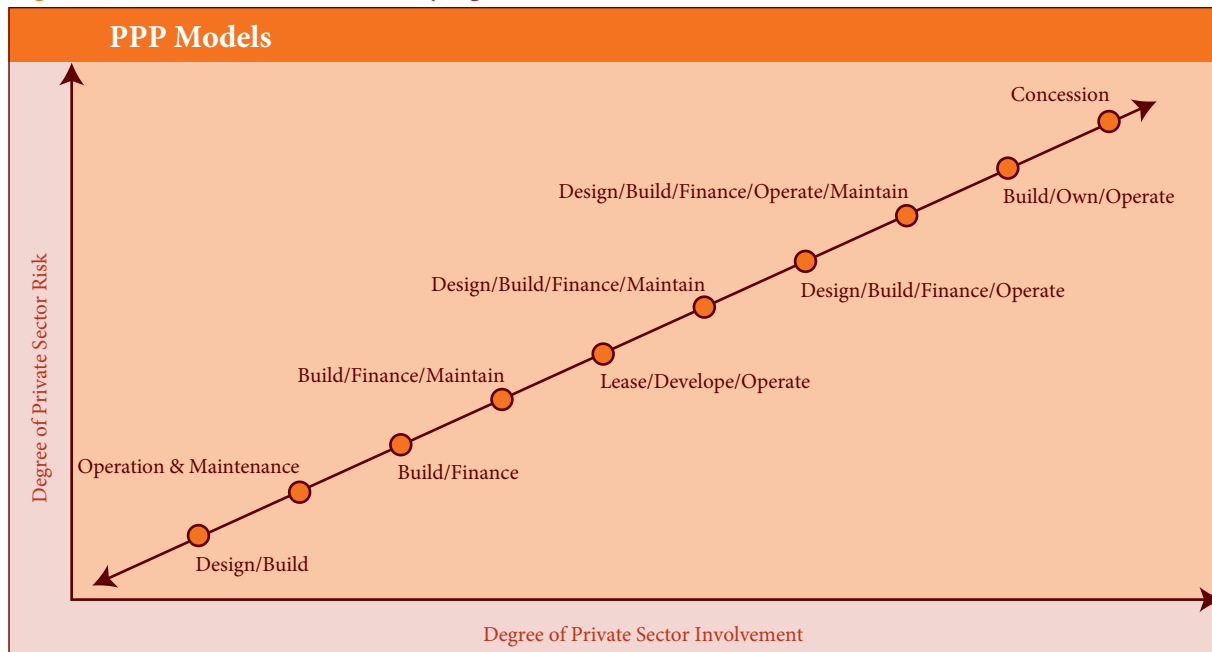 PPP Models
Concession
Design/Build/Finance/Operate/Maintain
Build/Own/Operate
Design/Build/Finance/Maintain
Design/Build/Finance/Operate
Build/Finance/Maintain
Lease/Develope/Operate
Operation & Maintenance
Build/Finance
Design/Build
Degree of Private Sector Risk
Degree of Private Sector Involvement